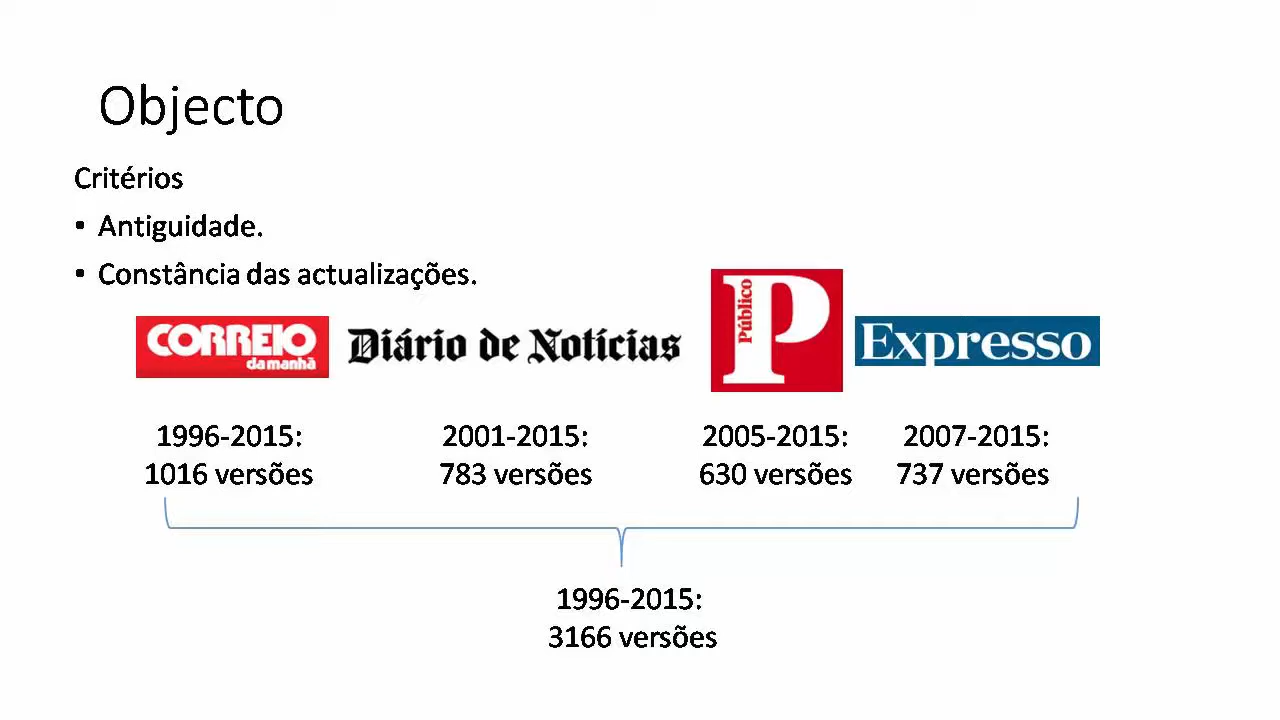 Objecto
Critérios
• Antiguidade.
• Constância das actualizações.
CORREIO
da manhã
Diário de Notícias
Público
P
Expresso
1996-2015:
1016 versões
2001-2015:
783 versões
2005-2015:
630 versões
2007-2015:
737 versões
1996-2015:
3166 versões